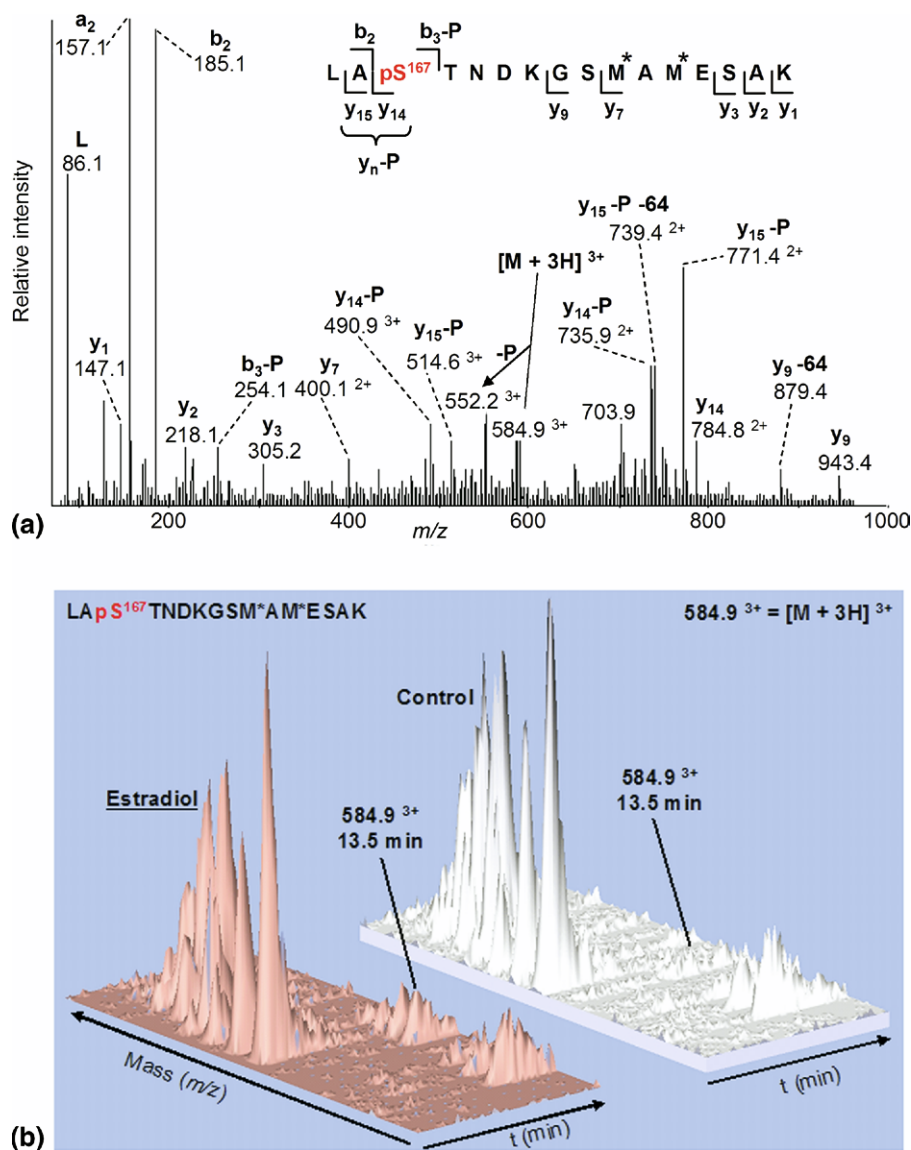 a2
157.1
b2
185.1
L
86.1
b2 b3-P
L A pS167 T N D K G S M* A M* E S A K
y15 y14 y9 y7 y3 y2 y1
yn-P
Relative intensity
y15 -P -64
739.4 2+
[M + 3H] 3+
y15 -P
771.4 2+
y14-P
490.9 3+
y14-P
735.9 2+
y15-P
514.6 3+
-P
y1
147.1
b3-P
254.1
y7
400.1 2+
552.2 3+
y9 -64
879.4
y2
218.1
y3
305.2
584.9 3+
703.9
y14
784.8 2+
y9
943.4
200 400 600 800 1000
m/z
(a)
LApS167TNDKGSM*AM*ESAK
584.9 3+ = [M + 3H] 3+
Control
Estradiol
584.9 3+
13.5 min
584.9 3+
13.5 min
Mass (m/z)
t (min)
t (min)
(b)